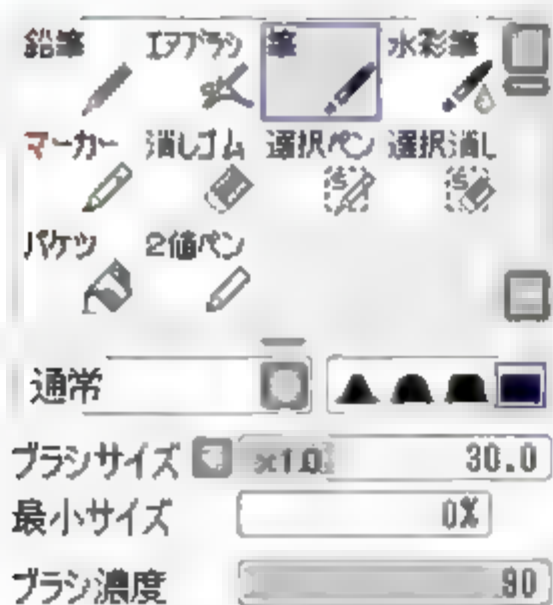 鉛筆 エアブラシ 筆 水彩筆
マーカー 消しゴム 選択ペン 選択消し
バケツ 2値ペン
通常
ブラシサイズ x1.0 30.0
最小サイズ 0%
ブラシ濃度 90